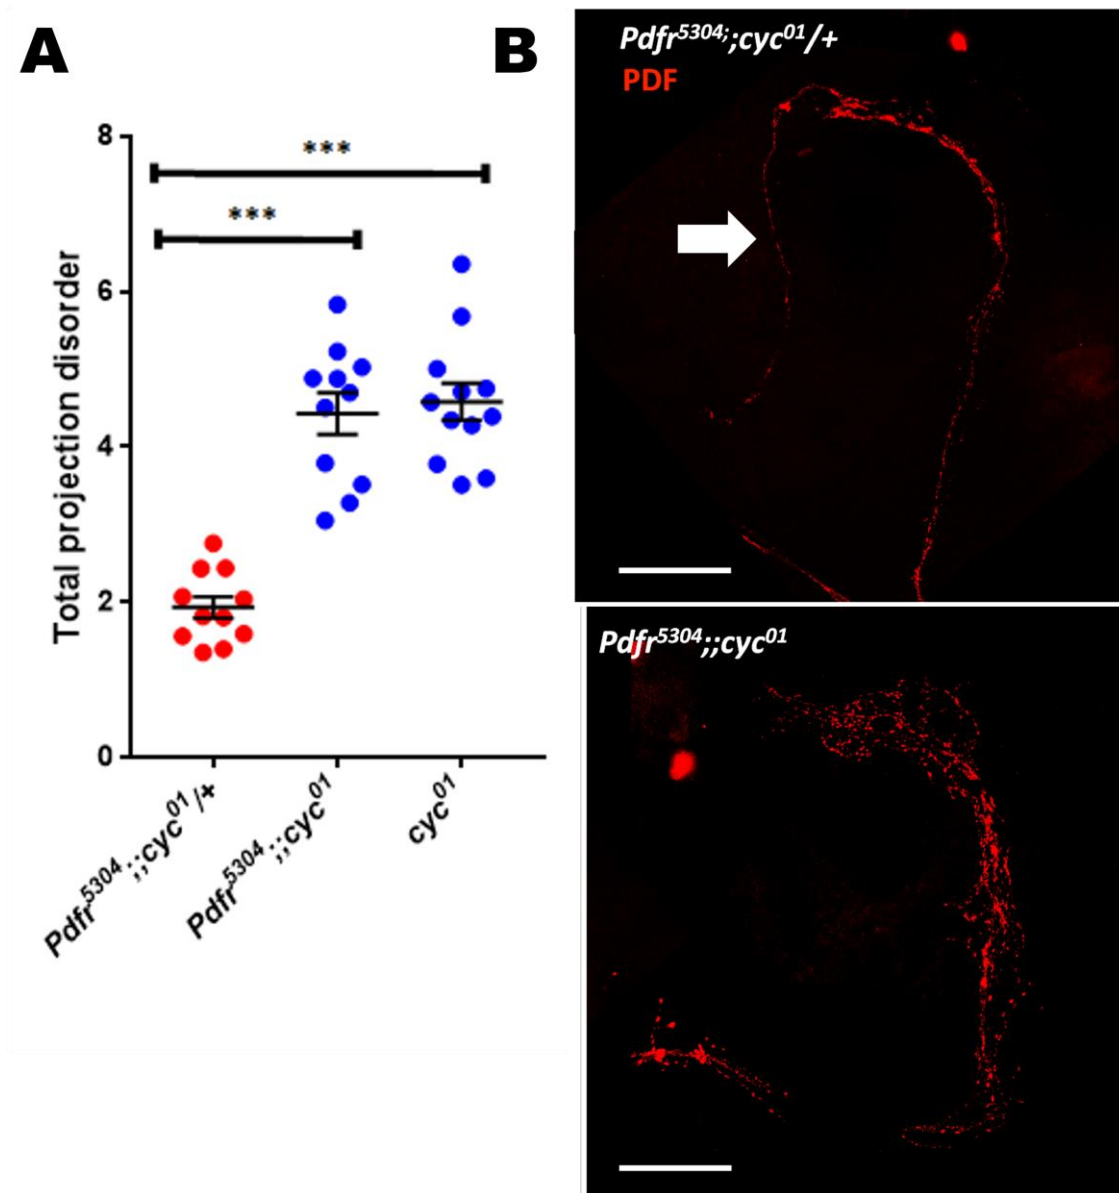 A
B
Pdfr⁵³⁰⁴;;cyc⁰¹/+
PDF
8
***
***
6
4
2
0
Total projection disorder
Pdfr⁵³⁰⁴;;cyc⁰¹/+
Pdfr⁵³⁰⁴;;cyc⁰¹
cyc⁰¹
Pdfr⁵³⁰⁴;;cyc⁰¹